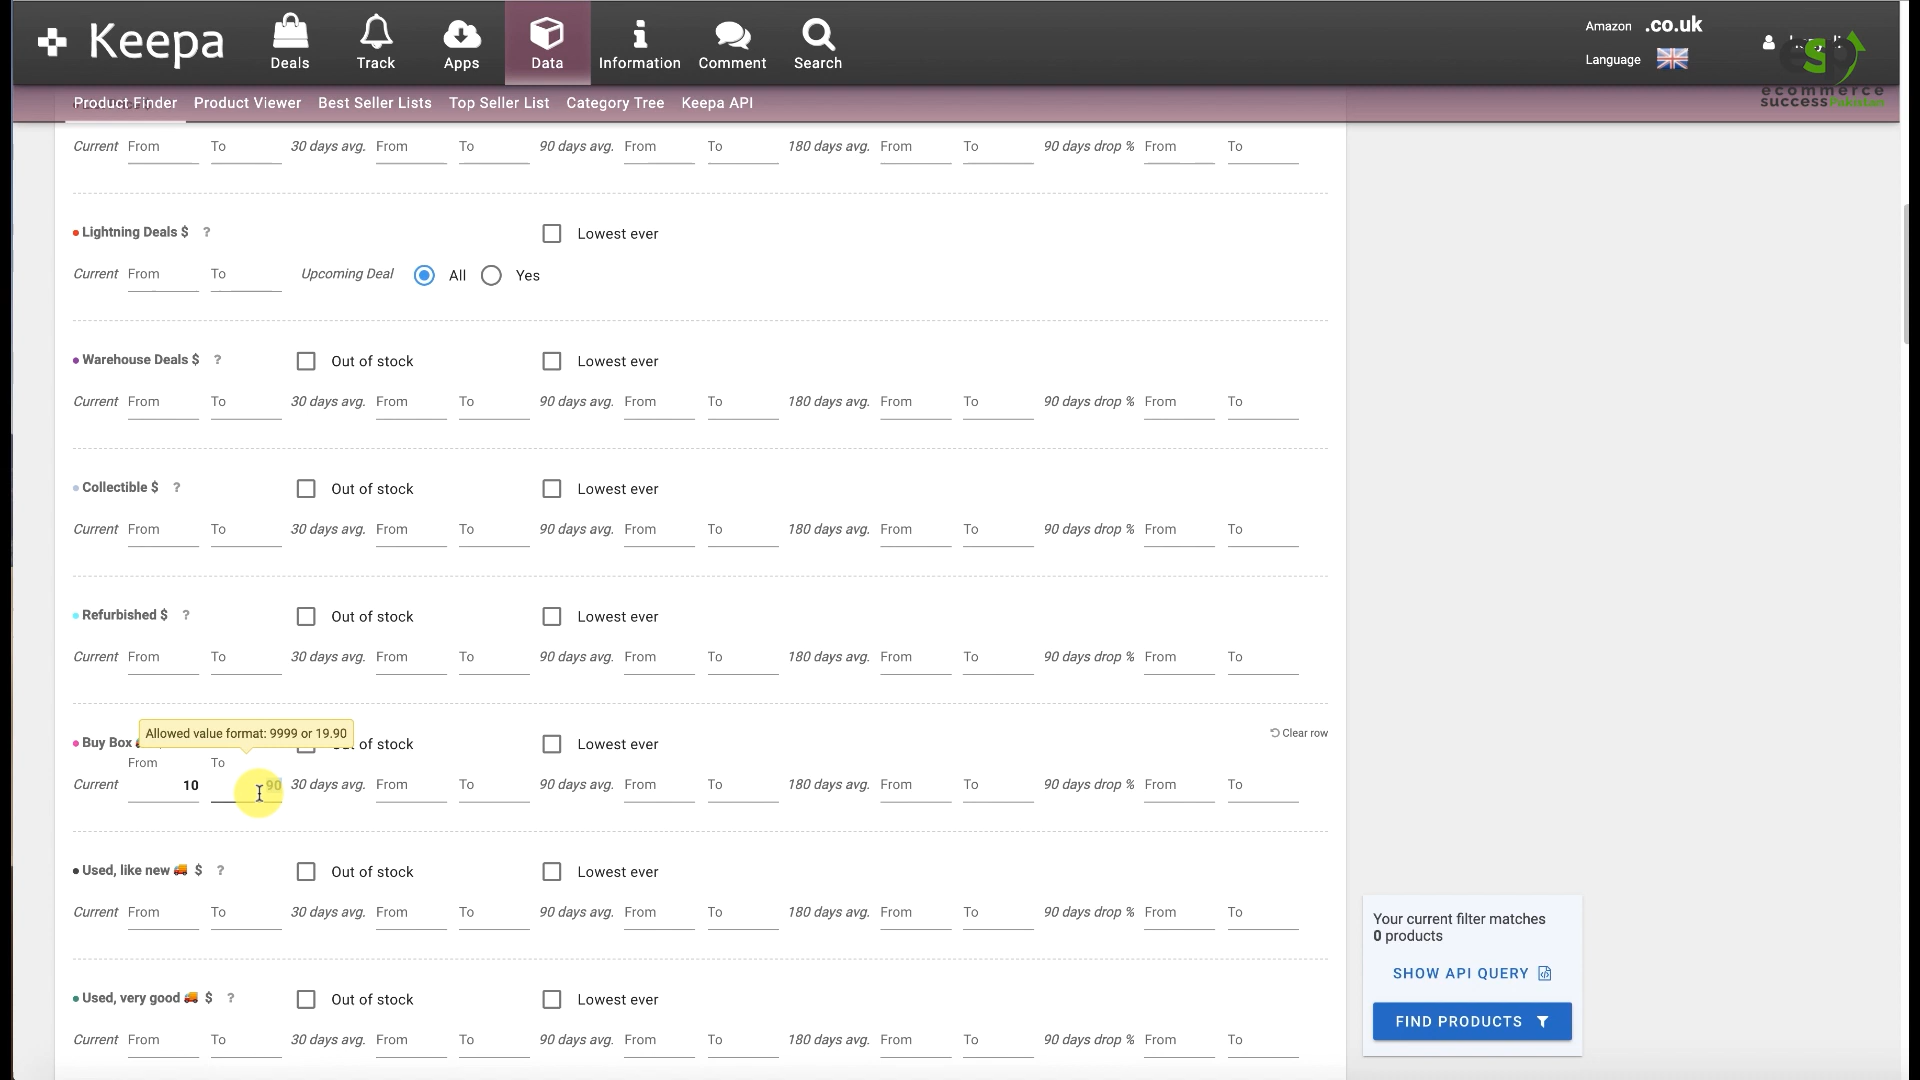 Keepa
Deals
Track
Apps
Data
Information
Comment
Search
Amazon .co.uk
Language
ecommerce
success Pakistan
Product Finder Product Viewer Best Seller Lists Top Seller List Category Tree Keepa API
Current From To 30 days avg. From To 90 days avg. From To 180 days avg. From To 90 days drop % From To
Lightning Deals $ ? Lowest ever
Current From To Upcoming Deal All Yes
Warehouse Deals $ ? Out of stock Lowest ever
Current From To 30 days avg. From To 90 days avg. From To 180 days avg. From To 90 days drop % From To
Collectible $ ? Out of stock Lowest ever
Current From To 30 days avg. From To 90 days avg. From To 180 days avg. From To 90 days drop % From To
Refurbished $ ? Out of stock Lowest ever
Current From To 30 days avg. From To 90 days avg. From To 180 days avg. From To 90 days drop % From To
Allowed value format: 9999 or 19.90
Buy Box of stock Lowest ever Clear row
From To
Current 10 90 30 days avg. From To 90 days avg. From To 180 days avg. From To 90 days drop % From To
Used, like new $ ? Out of stock Lowest ever
Current From To 30 days avg. From To 90 days avg. From To 180 days avg. From To 90 days drop % From To
Used, very good $ ? Out of stock Lowest ever
Current From To 30 days avg. From To 90 days avg. From To 180 days avg. From To 90 days drop % From To
Your current filter matches
0 products
SHOW API QUERY
FIND PRODUCTS